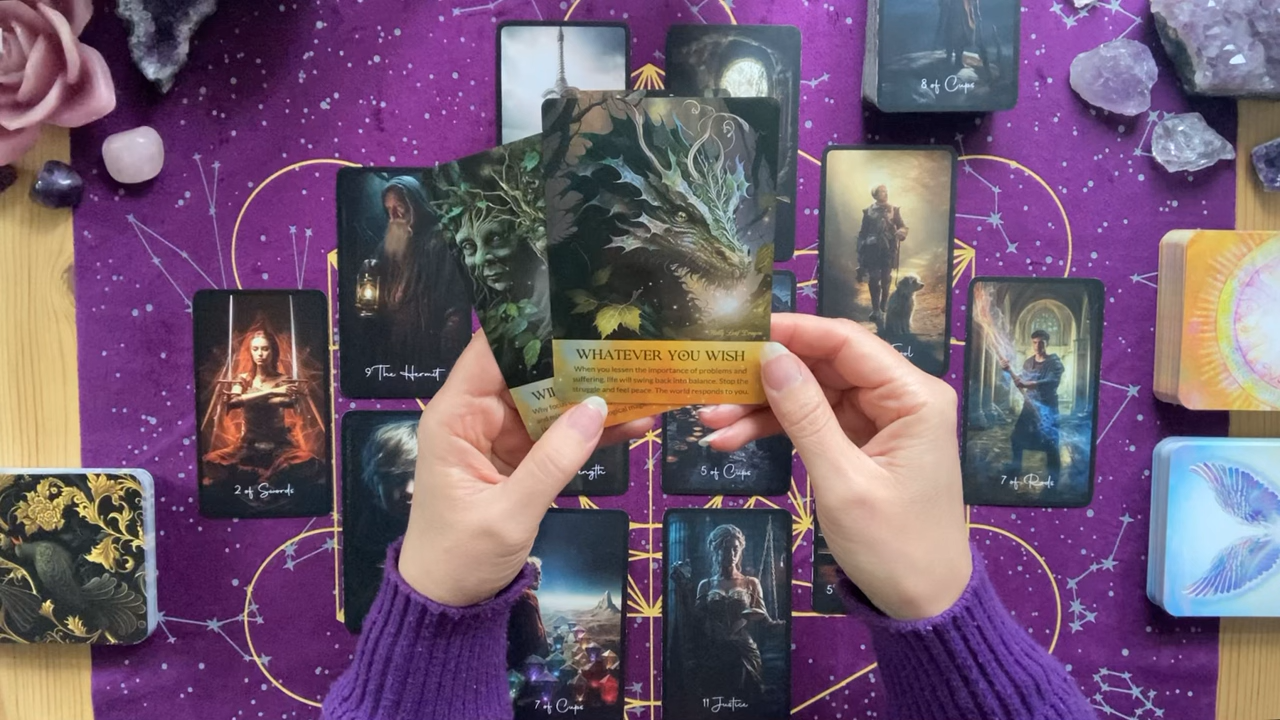 8 of Cups
9 The Hermit
WHATEVER YOU WISH
When you lessen the importance of problems and
suffering, life will swing back into balance. Stop the
struggle and feel peace. The world responds to you.
Why
5 of Cups
2 of Swords
7 of Rods
7 of Cups
11 Justice
5